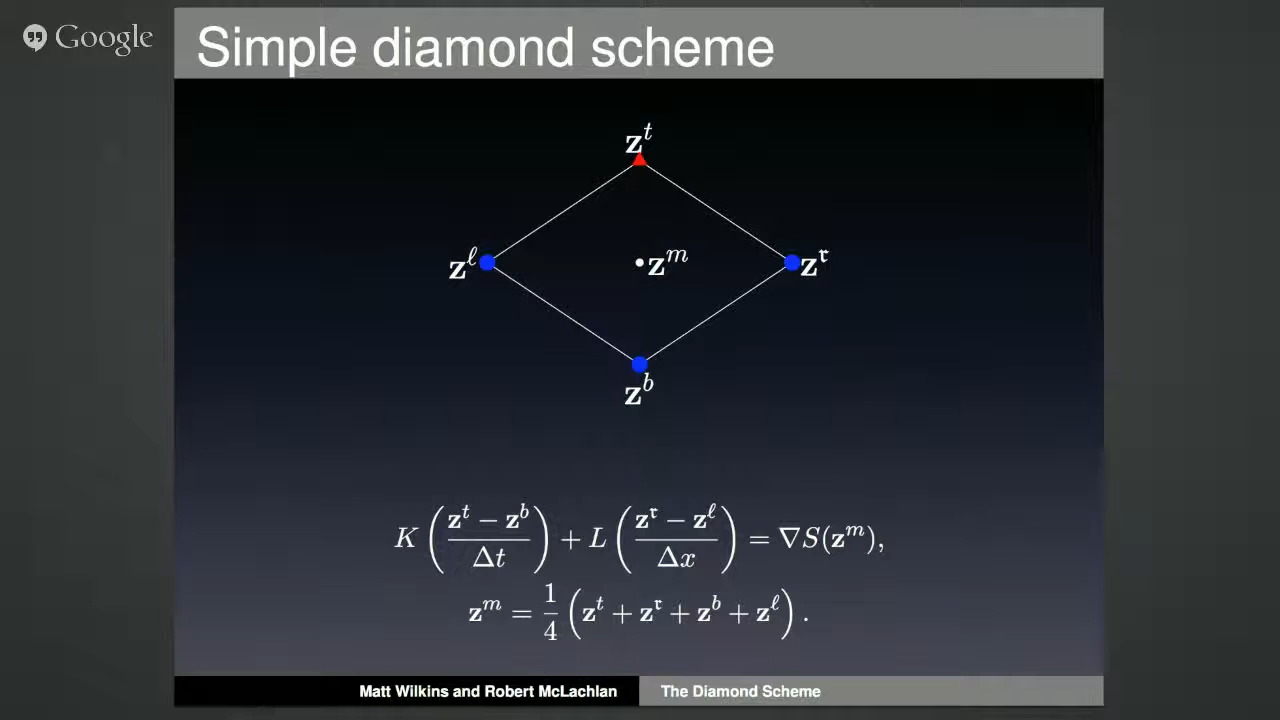 Google
Simple diamond scheme
𝐳^t
𝐳^ℓ
𝐳^m
𝐳^𝔯
𝐳^b
K ( (𝐳^t − 𝐳^b) / Δt ) + L ( (𝐳^𝔯 − 𝐳^ℓ) / Δx ) = ∇S(𝐳^m),
𝐳^m = 1/4 ( 𝐳^t + 𝐳^𝔯 + 𝐳^b + 𝐳^ℓ ).
Matt Wilkins and Robert McLachlan
The Diamond Scheme